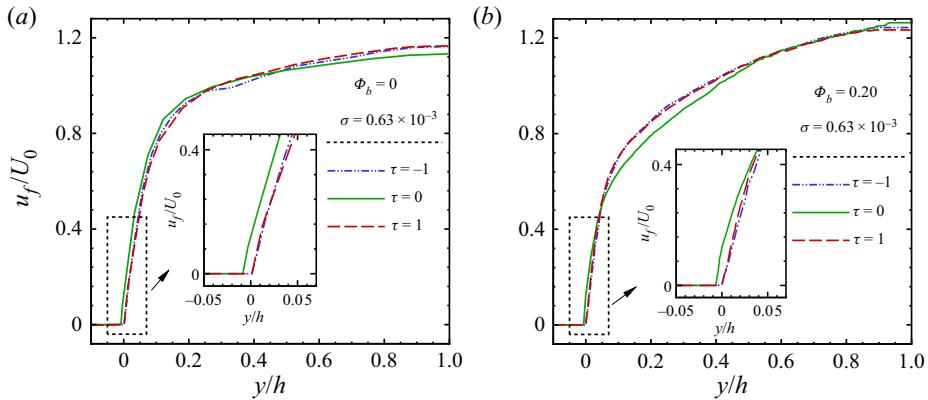 (a)
1.2
0.8
0.4
0
u_f/U_0
Φ_b = 0
σ = 0.63 × 10^{-3}
τ = –1
τ = 0
τ = 1
0.4
0
u_f/U_0
–0.05 0 0.05
y/h
0 0.2 0.4 0.6 0.8 1.0
y/h
(b)
1.2
0.8
0.4
0
Φ_b = 0.20
σ = 0.63 × 10^{-3}
τ = –1
τ = 0
τ = 1
0.4
0
u_f/U_0
–0.05 0 0.05
y/h
0 0.2 0.4 0.6 0.8 1.0
y/h